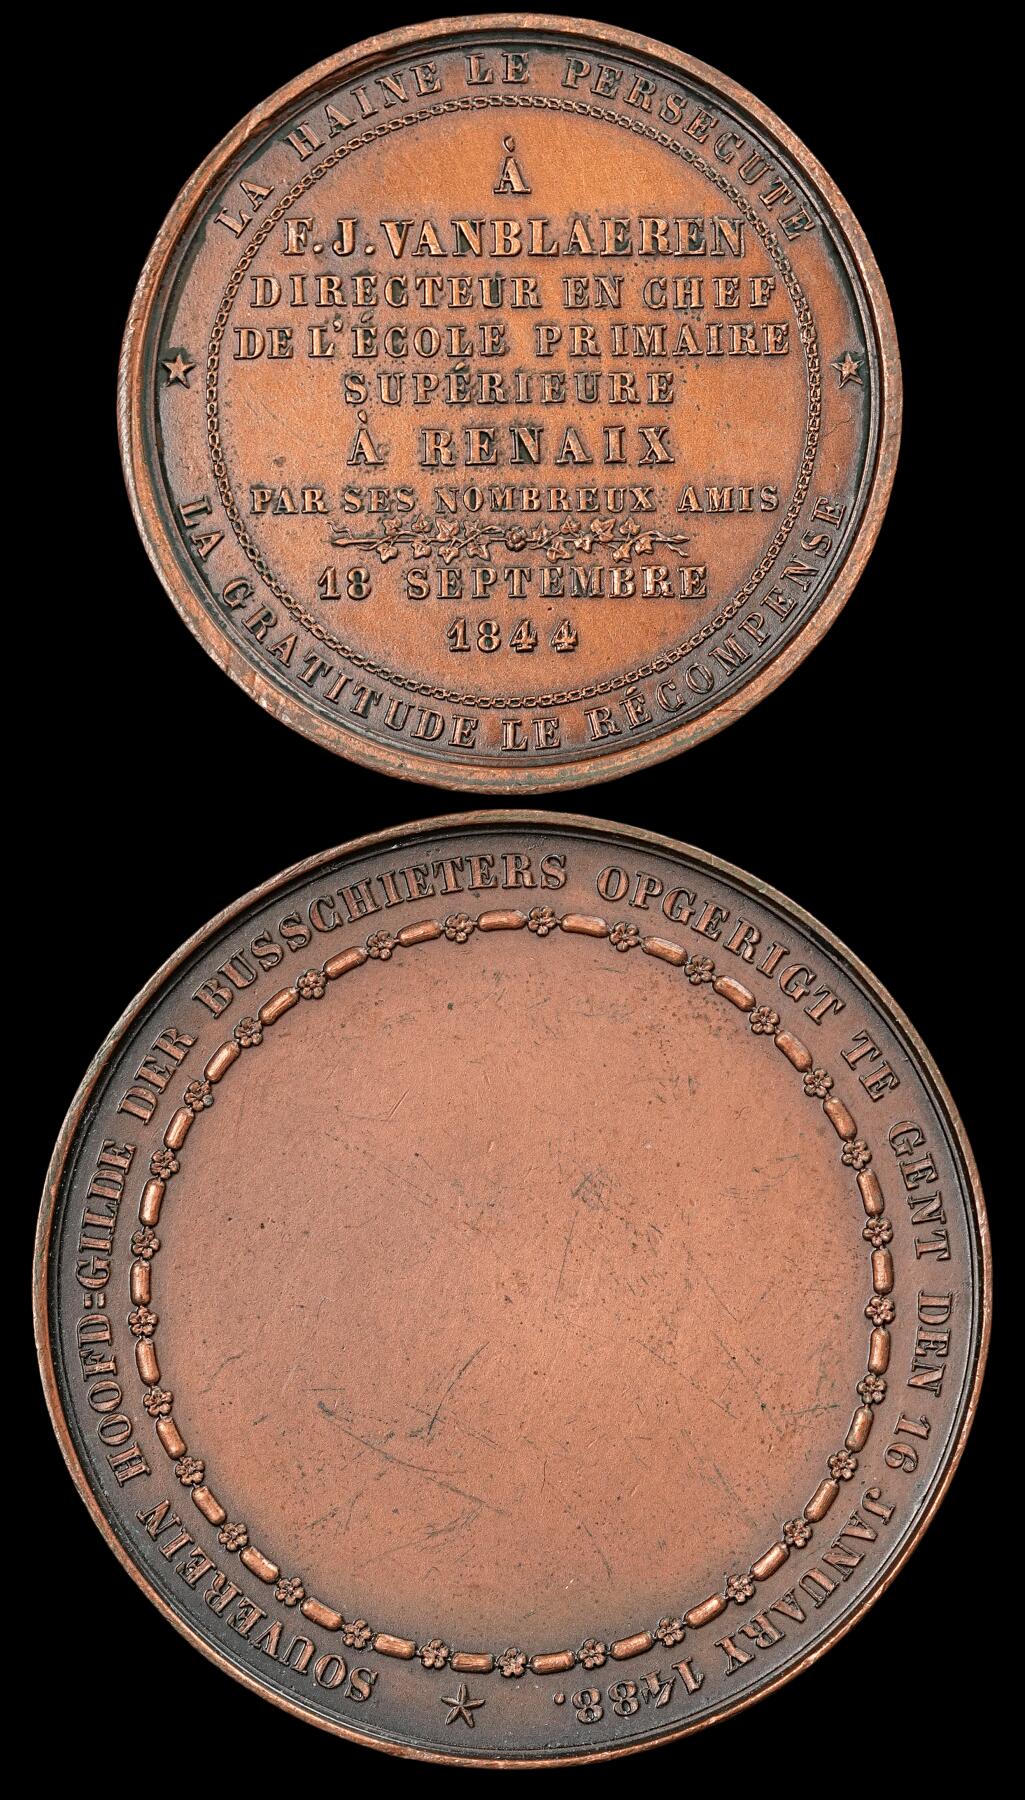 LA HAINE LE PERSECUTE
À
F. J. VANBLAEREN
DIRECTEUR EN CHEF
DE L'ÉCOLE PRIMAIRE
SUPÉRIEURE
À RENAIX
PAR SES NOMBREUX AMIS
18 SEPTEMBRE
1844
LA GRATITUDE LE RÉCOMPENSE
SOUVEREIN HOOFD=GILDE DER BUSSCHIETERS OPGERIGT TE GENT DEN 16 JANUARY 1488.